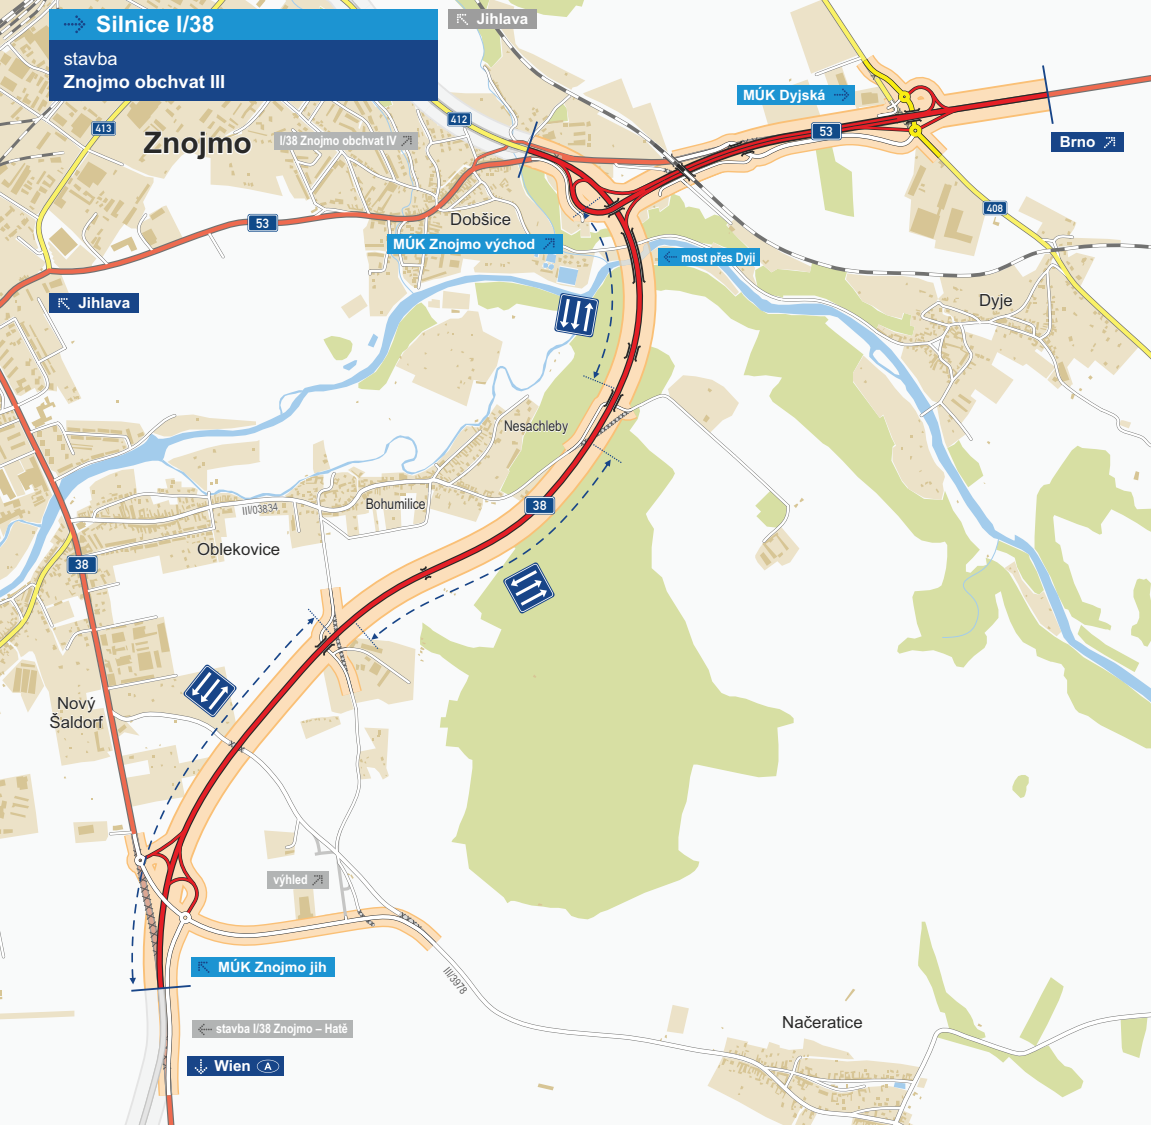 Silnice I/38
stavba
Znojmo obchvat III
Jihlava
MÚK Dyjská
413
412
Znojmo
I/38 Znojmo obchvat IV
53
Brno
408
Dobšice
53
MÚK Znojmo východ
most přes Dyji
Jihlava
Dyje
Nesachleby
Bohumilice
38
III/03834
Oblekovice
38
Nový
Šaldorf
výhled
MÚK Znojmo jih
III/3978
Načeratice
stavba I/38 Znojmo – Hatě
Wien A